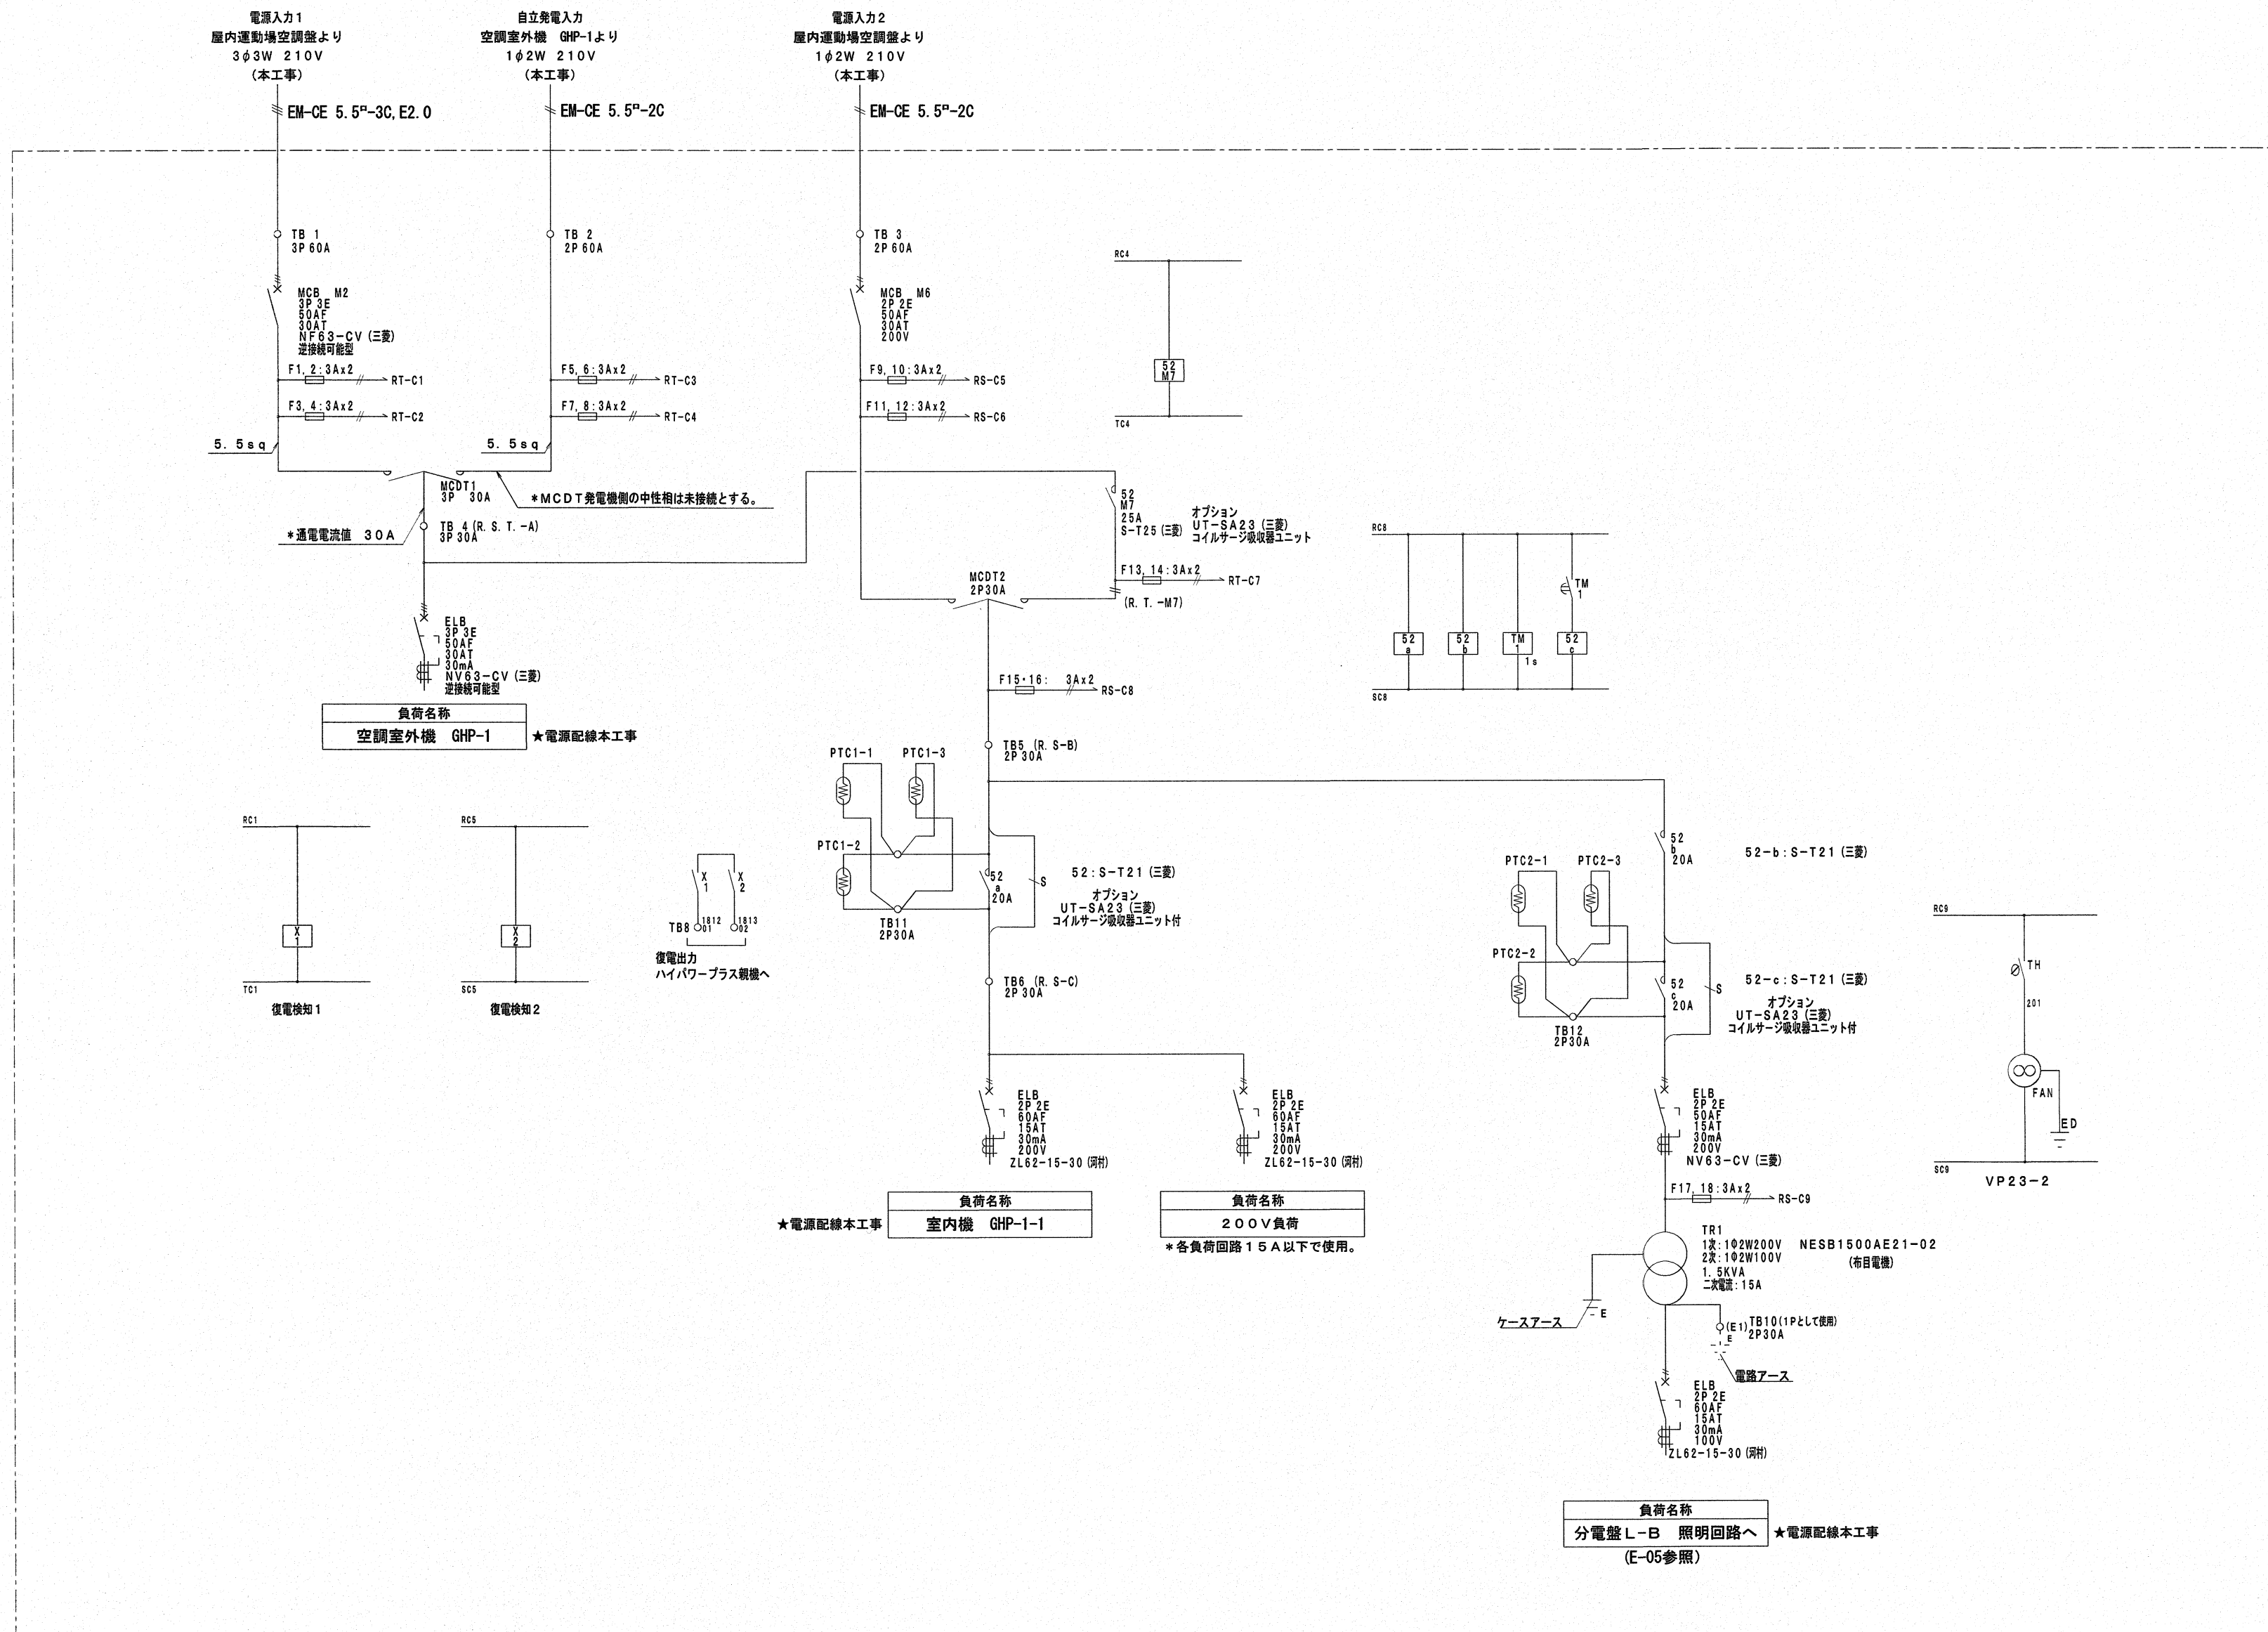 電源入力1
屋内運動場空調盤より
3φ3W 210V
(本工事)
EM-CE 5.5□-3C,E2.0
自立発電入力
空調室外機 GHP-1より
1φ2W 210V
(本工事)
EM-CE 5.5□-2C
電源入力2
屋内運動場空調盤より
1φ2W 210V
(本工事)
EM-CE 5.5□-2C
TB 1
3P 60A
TB 2
2P 60A
TB 3
2P 60A
MCB M2
3P 3E
50AF
30AT
NF63-CV (三菱)
逆接続可能型
F1, 2:3Ax2
RT-C1
F3, 4:3Ax2
RT-C2
F5, 6:3Ax2
RT-C3
F7, 8:3Ax2
RT-C4
MCB M6
2P 2E
50AF
30AT
200V
F9, 10:3Ax2
RS-C5
F11, 12:3Ax2
RS-C6
RC4
52
M7
TC4
5. 5sq
5. 5sq
MCDT1
3P 30A
*MCDT発電機側の中性相は未接続とする。
*通電電流値 30A
TB 4 (R. S. T. -A)
3P 30A
52
M7
25A
S-T25 (三菱)
オプション
UT-SA23 (三菱)
コイルサージ吸収器ユニット
F13, 14:3Ax2
RT-C7
(R. T. -M7)
MCDT2
2P30A
ELB
3P 3E
50AF
30AT
30mA
NV63-CV (三菱)
逆接続可能型
負荷名称
空調室外機 GHP-1
★電源配線本工事
F15・16: 3Ax2
RS-C8
TB5 (R. S-B)
2P 30A
RC8
TM
1
52
a
52
b
TM
1
1s
52
c
SC8
RC1
X
1
TC1
復電検知1
RC5
X
2
SC5
復電検知2
X
1
X
2
TB8
1812
01
1813
02
復電出力
ハイパワープラス親機へ
PTC1-1
PTC1-3
PTC1-2
TB11
2P30A
52
a
20A
S
52:S-T21 (三菱)
オプション
UT-SA23 (三菱)
コイルサージ吸収器ユニット付
TB6 (R. S-C)
2P 30A
ELB
2P 2E
60AF
15AT
30mA
200V
ZL62-15-30 (河村)
★電源配線本工事
負荷名称
室内機 GHP-1-1
ELB
2P 2E
60AF
15AT
30mA
200V
ZL62-15-30 (河村)
負荷名称
200V負荷
*各負荷回路15A以下で使用。
52
b
20A
52-b:S-T21 (三菱)
PTC2-1
PTC2-3
PTC2-2
TB12
2P30A
52
c
20A
S
52-c:S-T21 (三菱)
オプション
UT-SA23 (三菱)
コイルサージ吸収器ユニット付
ELB
2P 2E
50AF
15AT
30mA
200V
NV63-CV (三菱)
F17, 18:3Ax2
RS-C9
TR1
1次:1Φ2W200V
2次:1Φ2W100V
1. 5KVA
二次電流:15A
NESB1500AE21-02
(布目電機)
E
ケースアース
(E1)
E
TB10(1Pとして使用)
2P30A
電路アース
ELB
2P 2E
60AF
15AT
30mA
100V
ZL62-15-30 (河村)
負荷名称
分電盤L-B 照明回路へ
★電源配線本工事
(E-05参照)
RC9
TH
201
FAN
ED
SC9
VP23-2